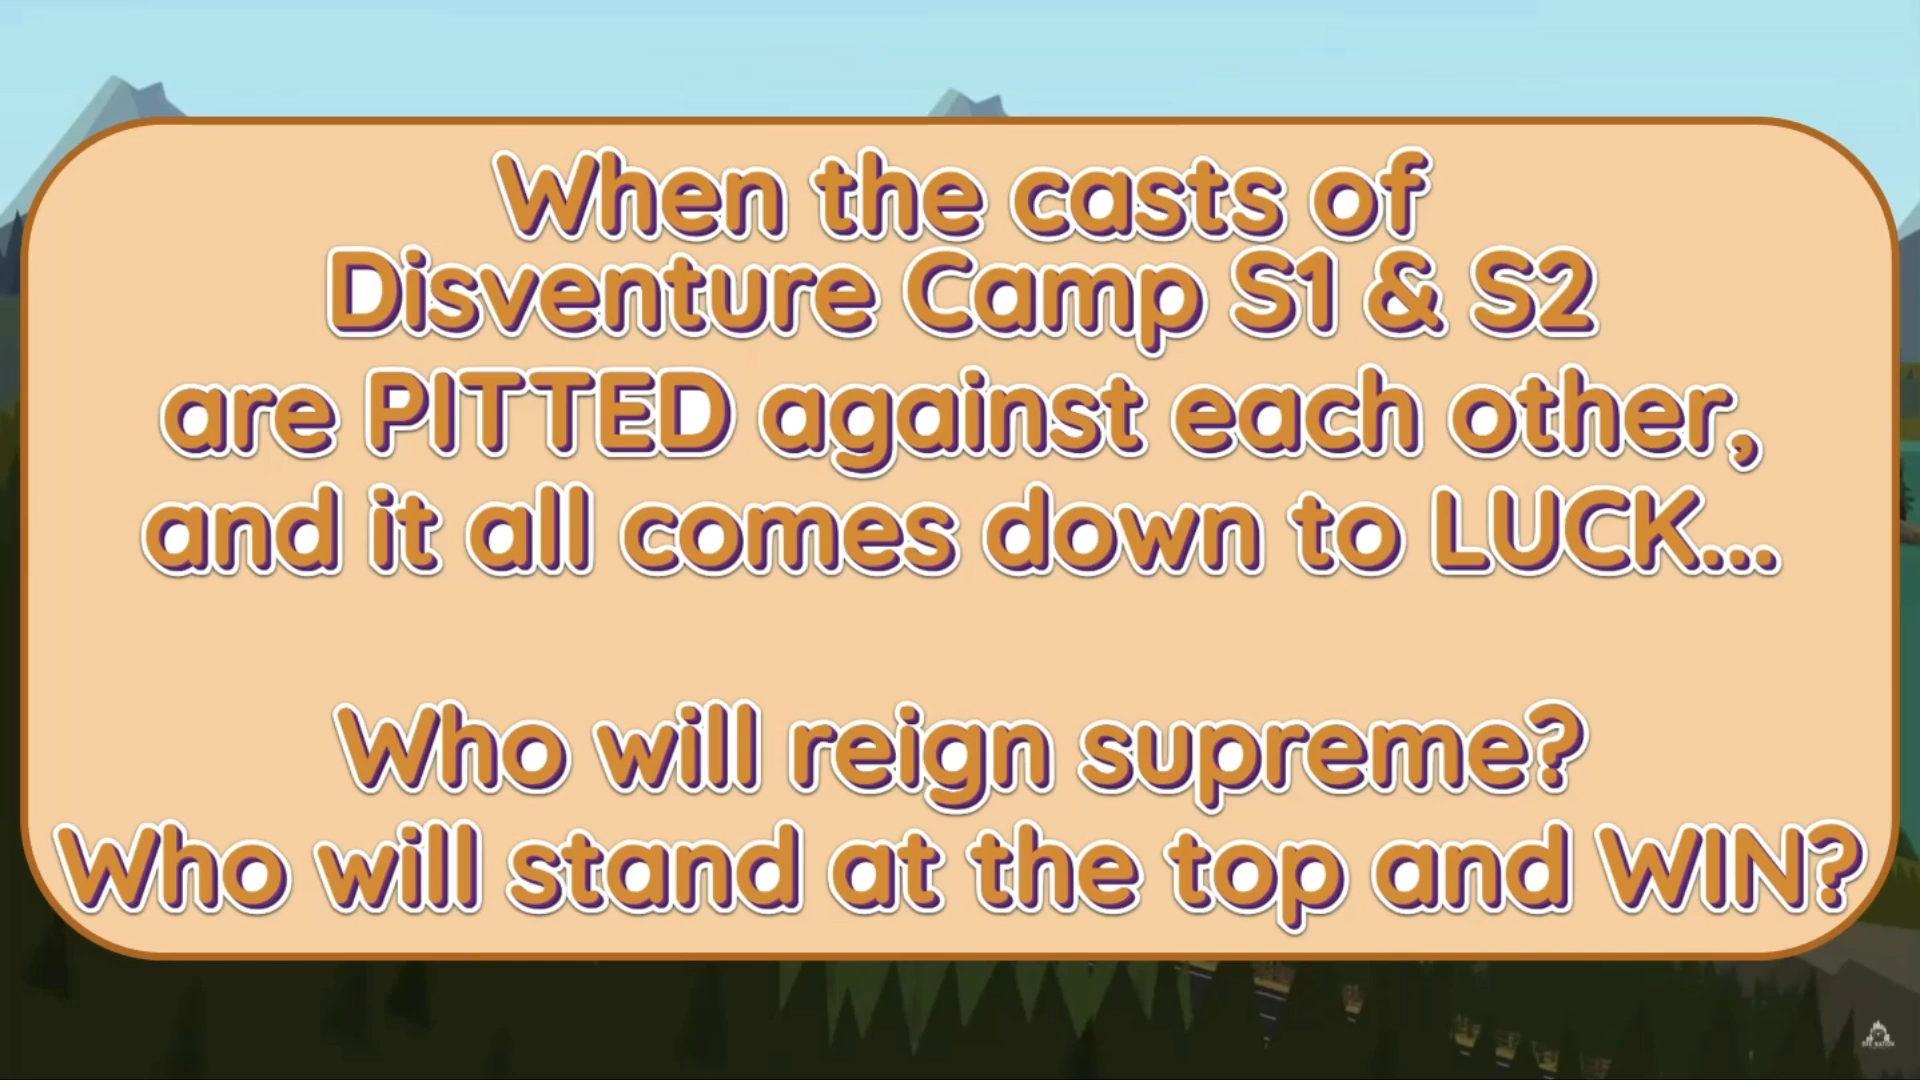 When the casts of
Disventure Camp S1 & S2
are PITTED against each other,
and it all comes down to LUCK...
Who will reign supreme?
Who will stand at the top and WIN?